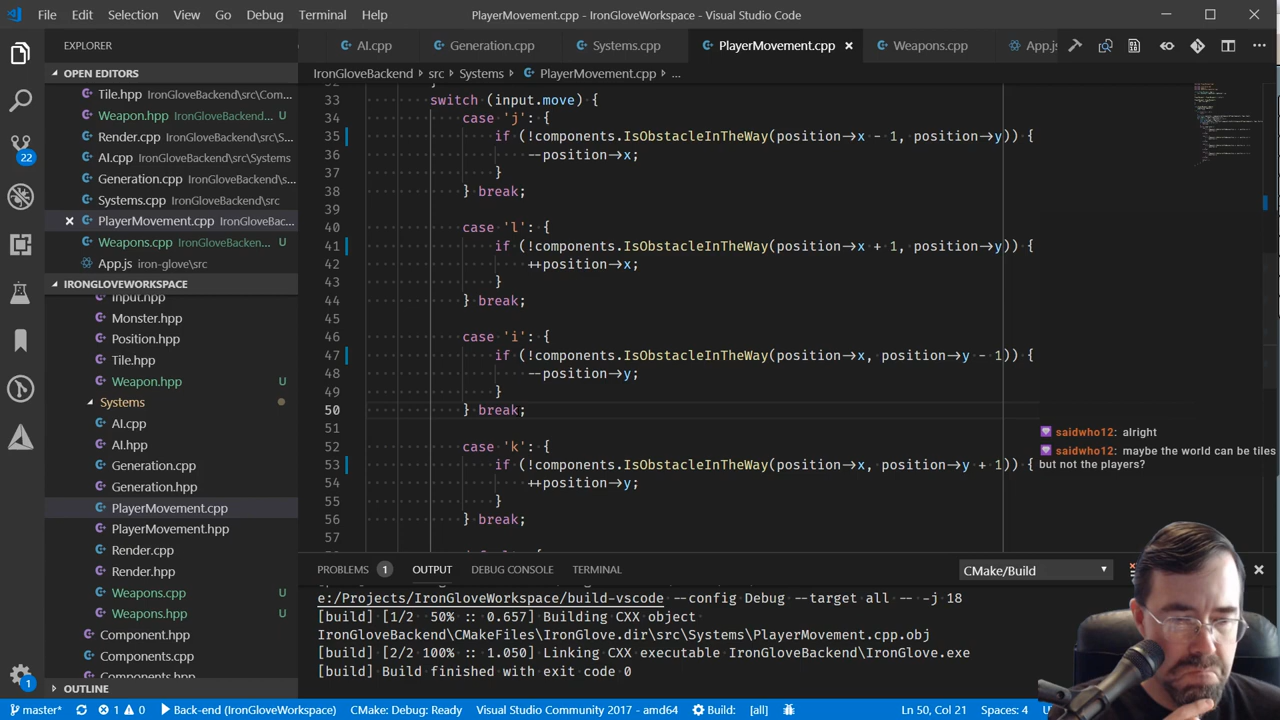 File Edit Selection View Go Debug Terminal Help PlayerMovement.cpp - IronGloveWorkspace - Visual Studio Code
EXPLORER
OPEN EDITORS
Tile.hpp IronGloveBackend\src\Com...
Weapon.hpp IronGloveBackend... U
Render.cpp IronGloveBackend\src...
AI.cpp IronGloveBackend\src\Systems
Generation.cpp IronGloveBackend\s...
Systems.cpp IronGloveBackend\src
PlayerMovement.cpp IronGloveBac...
Weapons.cpp IronGloveBacken... U
App.js iron-glove\src
22
IRONGLOVEWORKSPACE
Input.hpp
Monster.hpp
Position.hpp
Tile.hpp
Weapon.hpp U
Systems
AI.cpp
AI.hpp
Generation.cpp
Generation.hpp
PlayerMovement.cpp
PlayerMovement.hpp
Render.cpp
Render.hpp
Weapons.cpp U
Weapons.hpp U
Component.hpp
Components.cpp
OUTLINE
1
AI.cpp Generation.cpp Systems.cpp PlayerMovement.cpp Weapons.cpp App.js
IronGloveBackend › src › Systems › PlayerMovement.cpp › ...
33 switch (input.move) {
34 case 'j': {
35 if (!components.IsObstacleInTheWay(position->x - 1, position->y)) {
36 --position->x;
37 }
38 } break;
39
40 case 'l': {
41 if (!components.IsObstacleInTheWay(position->x + 1, position->y)) {
42 ++position->x;
43 }
44 } break;
45
46 case 'i': {
47 if (!components.IsObstacleInTheWay(position->x, position->y - 1)) {
48 --position->y;
49 }
50 } break;
51
52 case 'k': {
53 if (!components.IsObstacleInTheWay(position->x, position->y + 1)) {
54 ++position->y;
55 }
56 } break;
57
saidwho12: alright
saidwho12: maybe the world can be tiles
but not the players?
PROBLEMS 1 OUTPUT DEBUG CONSOLE TERMINAL CMake/Build
e:/Projects/IronGloveWorkspace/build-vscode --config Debug --target all -- -j 18
[build] [1/2 50% :: 0.657] Building CXX object
IronGloveBackend\CMakeFiles\IronGlove.dir\src\Systems\PlayerMovement.cpp.obj
[build] [2/2 100% :: 1.050] Linking CXX executable IronGloveBackend\IronGlove.exe
[build] Build finished with exit code 0
master* 1 0 Back-end (IronGloveWorkspace) CMake: Debug: Ready Visual Studio Community 2017 - amd64 Build: [all] Ln 50, Col 21 Spaces: 4